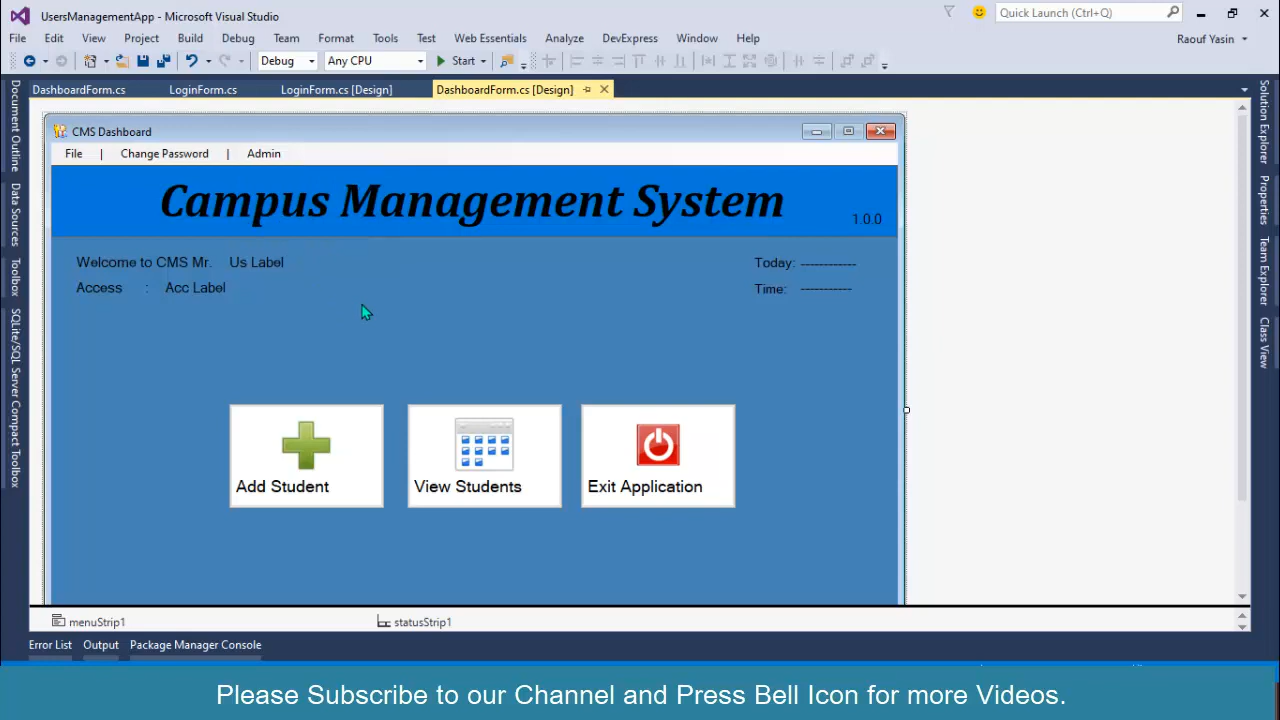 UsersManagementApp - Microsoft Visual Studio
Quick Launch (Ctrl+Q)
File Edit View Project Build Debug Team Format Tools Test Web Essentials Analyze DevExpress Window Help
Raouf Yasin
Debug Any CPU Start
DashboardForm.cs LoginForm.cs LoginForm.cs [Design] DashboardForm.cs [Design]
Document Outline
Data Sources
Toolbox
SQLite/SQL Server Compact Toolbox
CMS Dashboard
File | Change Password | Admin
Campus Management System
1.0.0
Welcome to CMS Mr. Us Label
Today: ------------
Access : Acc Label
Time: -----------
Add Student
View Students
Exit Application
menuStrip1
statusStrip1
Solution Explorer
Properties
Team Explorer
Class View
Error List Output Package Manager Console
Please Subscribe to our Channel and Press Bell Icon for more Videos.